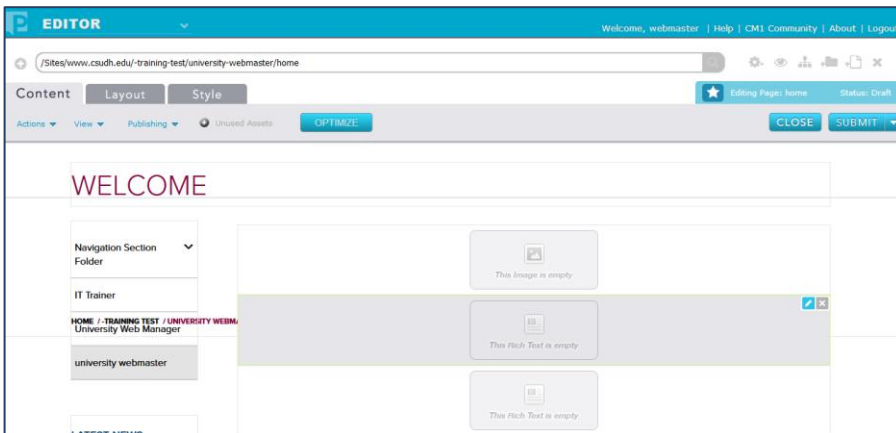 EDITOR
Welcome, webmaster | Help | CM1 Community | About | Logout
/Sites/www.csudh.edu/-training-test/university-webmaster/home
Content Layout Style
Editing Page: home Status: Draft
Actions View Publishing Unused Assets OPTIMIZE CLOSE SUBMIT
WELCOME
Navigation Section
Folder
This Image is empty
IT Trainer
HOME / -TRAINING TEST / UNIVERSITY WEBMA
University Web Manager
This Rich Text is empty
university webmaster
This Rich Text is empty
LATEST NEWS